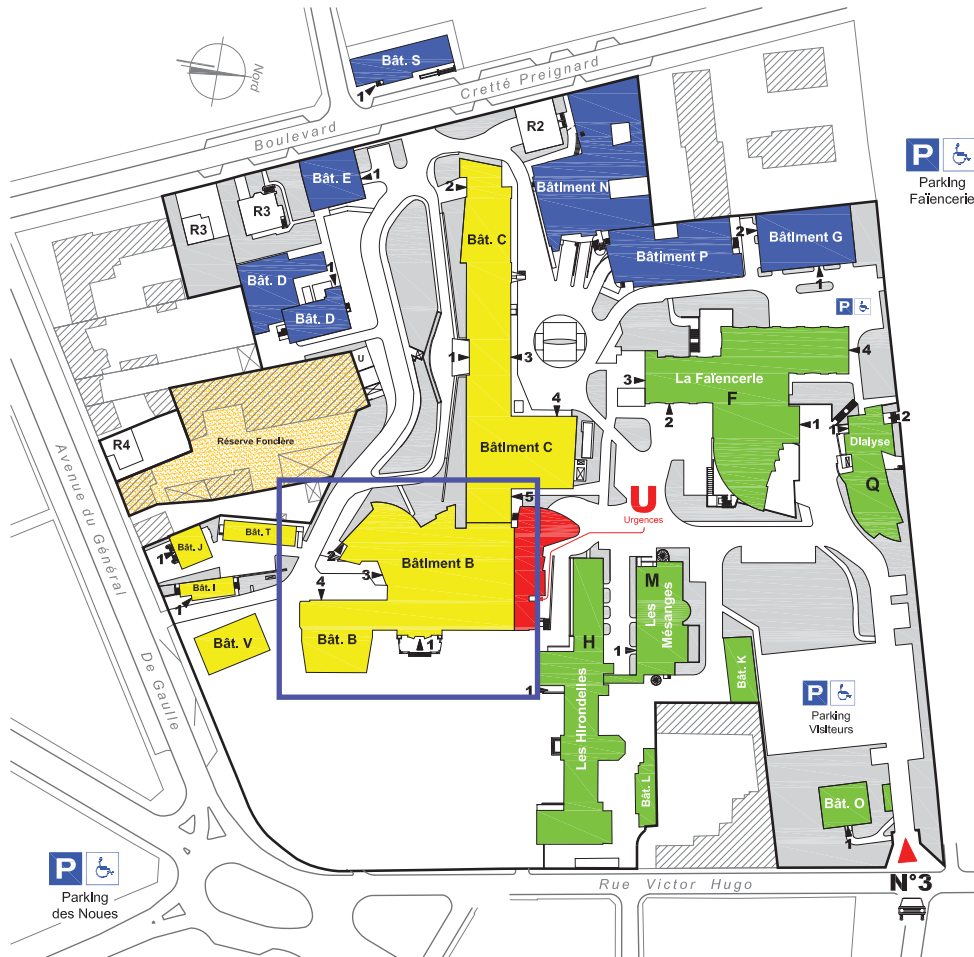 Bât. S
1
Nord
Boulevard
Cretté Preignard
R2
P
Parking
Faïencerie
Bât. E
1
2
Bâtiment N
R3
R3
Bât. C
2
Bâtiment G
Bâtiment P
1
Bât. D
1
Bât. D
P
1
3
4
La Faïencerie
3
F
U
4
2
1
1
2
Dialyse
R4
Réserve Foncière
Bâtiment C
Q
5
U
Urgences
Bât. T
Bât. J
1
2
Bâtiment B
3
M
Bât. I
1
4
Les
Mésanges
H
Bât. V
Bât. B
1
1
Bât. K
1
P
Parking
Visiteurs
Avenue du Général
De Gaulle
Les Hirondelles
Bât. L
Bât. O
1
P
Parking
des Noues
Rue Victor Hugo
N°3